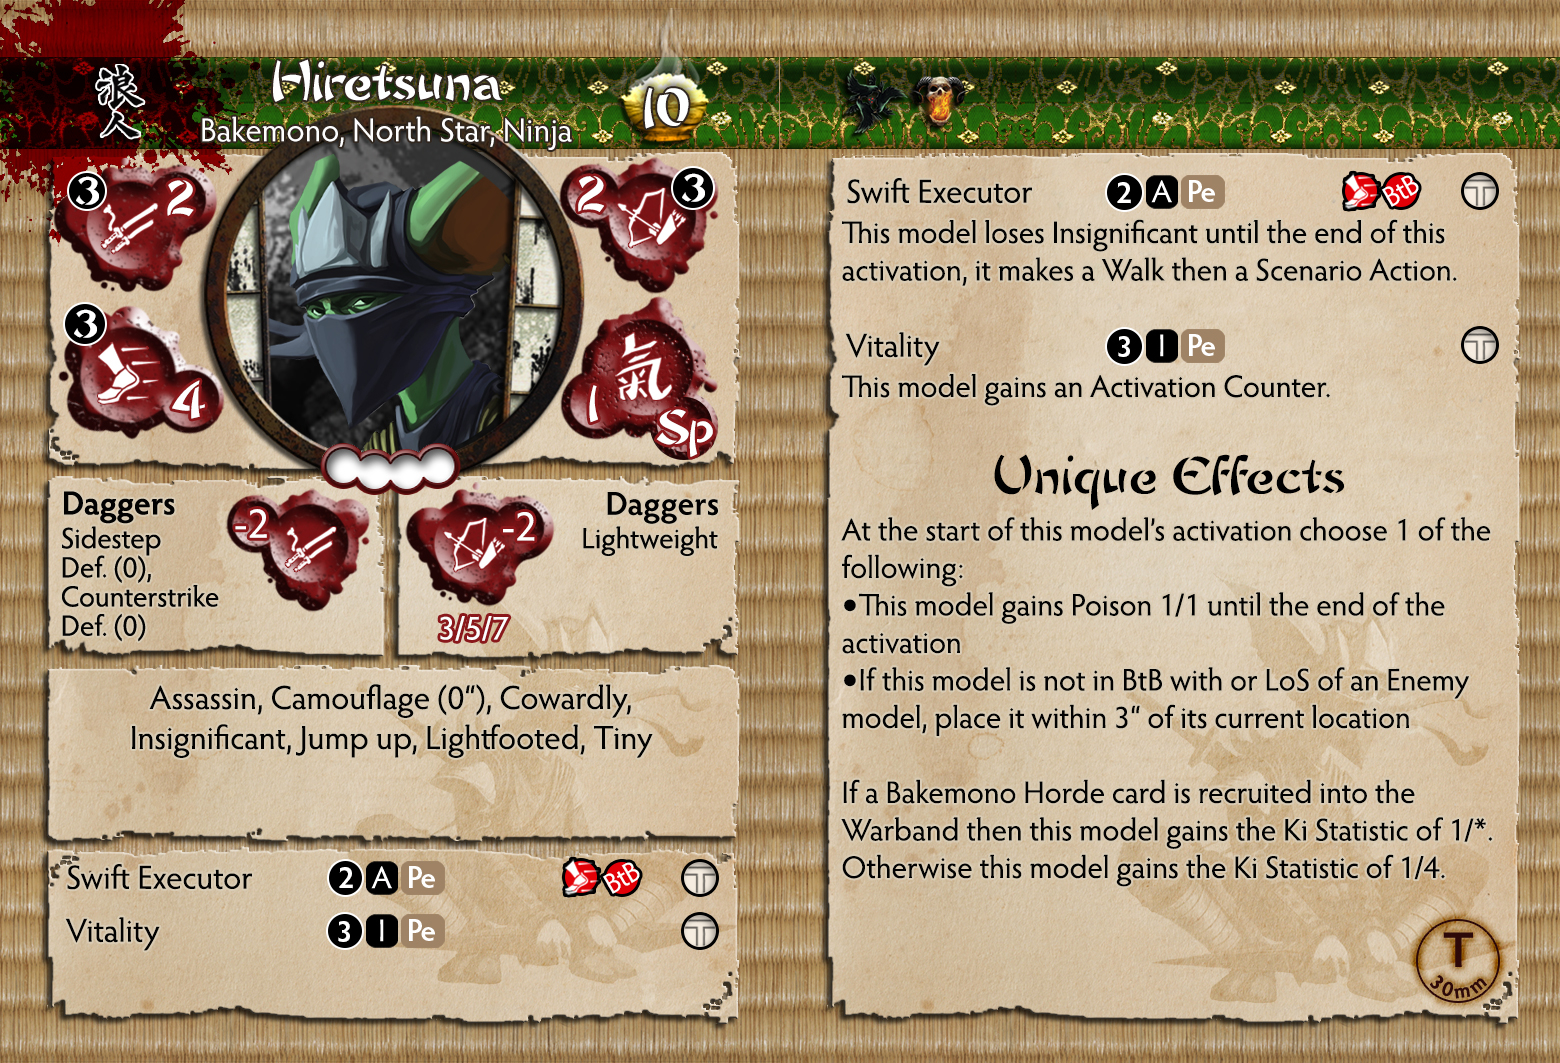 浪人
Hiretsuna
10
Bakemono, North Star, Ninja
3 2
2 3
3 4
氣
1 Sp
Daggers
Sidestep
Def. (0),
Counterstrike
Def. (0)
-2
-2
3/5/7
Daggers
Lightweight
Assassin, Camouflage (0“), Cowardly,
Insignificant, Jump up, Lightfooted, Tiny
Swift Executor 2 A Pe BtB T
Vitality 3 I Pe T
Swift Executor 2 A Pe BtB T
This model loses Insignificant until the end of this
activation, it makes a Walk then a Scenario Action.
Vitality 3 I Pe T
This model gains an Activation Counter.
Unique Effects
At the start of this model’s activation choose 1 of the
following:
•This model gains Poison 1/1 until the end of the
activation
•If this model is not in BtB with or LoS of an Enemy
model, place it within 3“ of its current location
If a Bakemono Horde card is recruited into the
Warband then this model gains the Ki Statistic of 1/*.
Otherwise this model gains the Ki Statistic of 1/4.
T
30mm